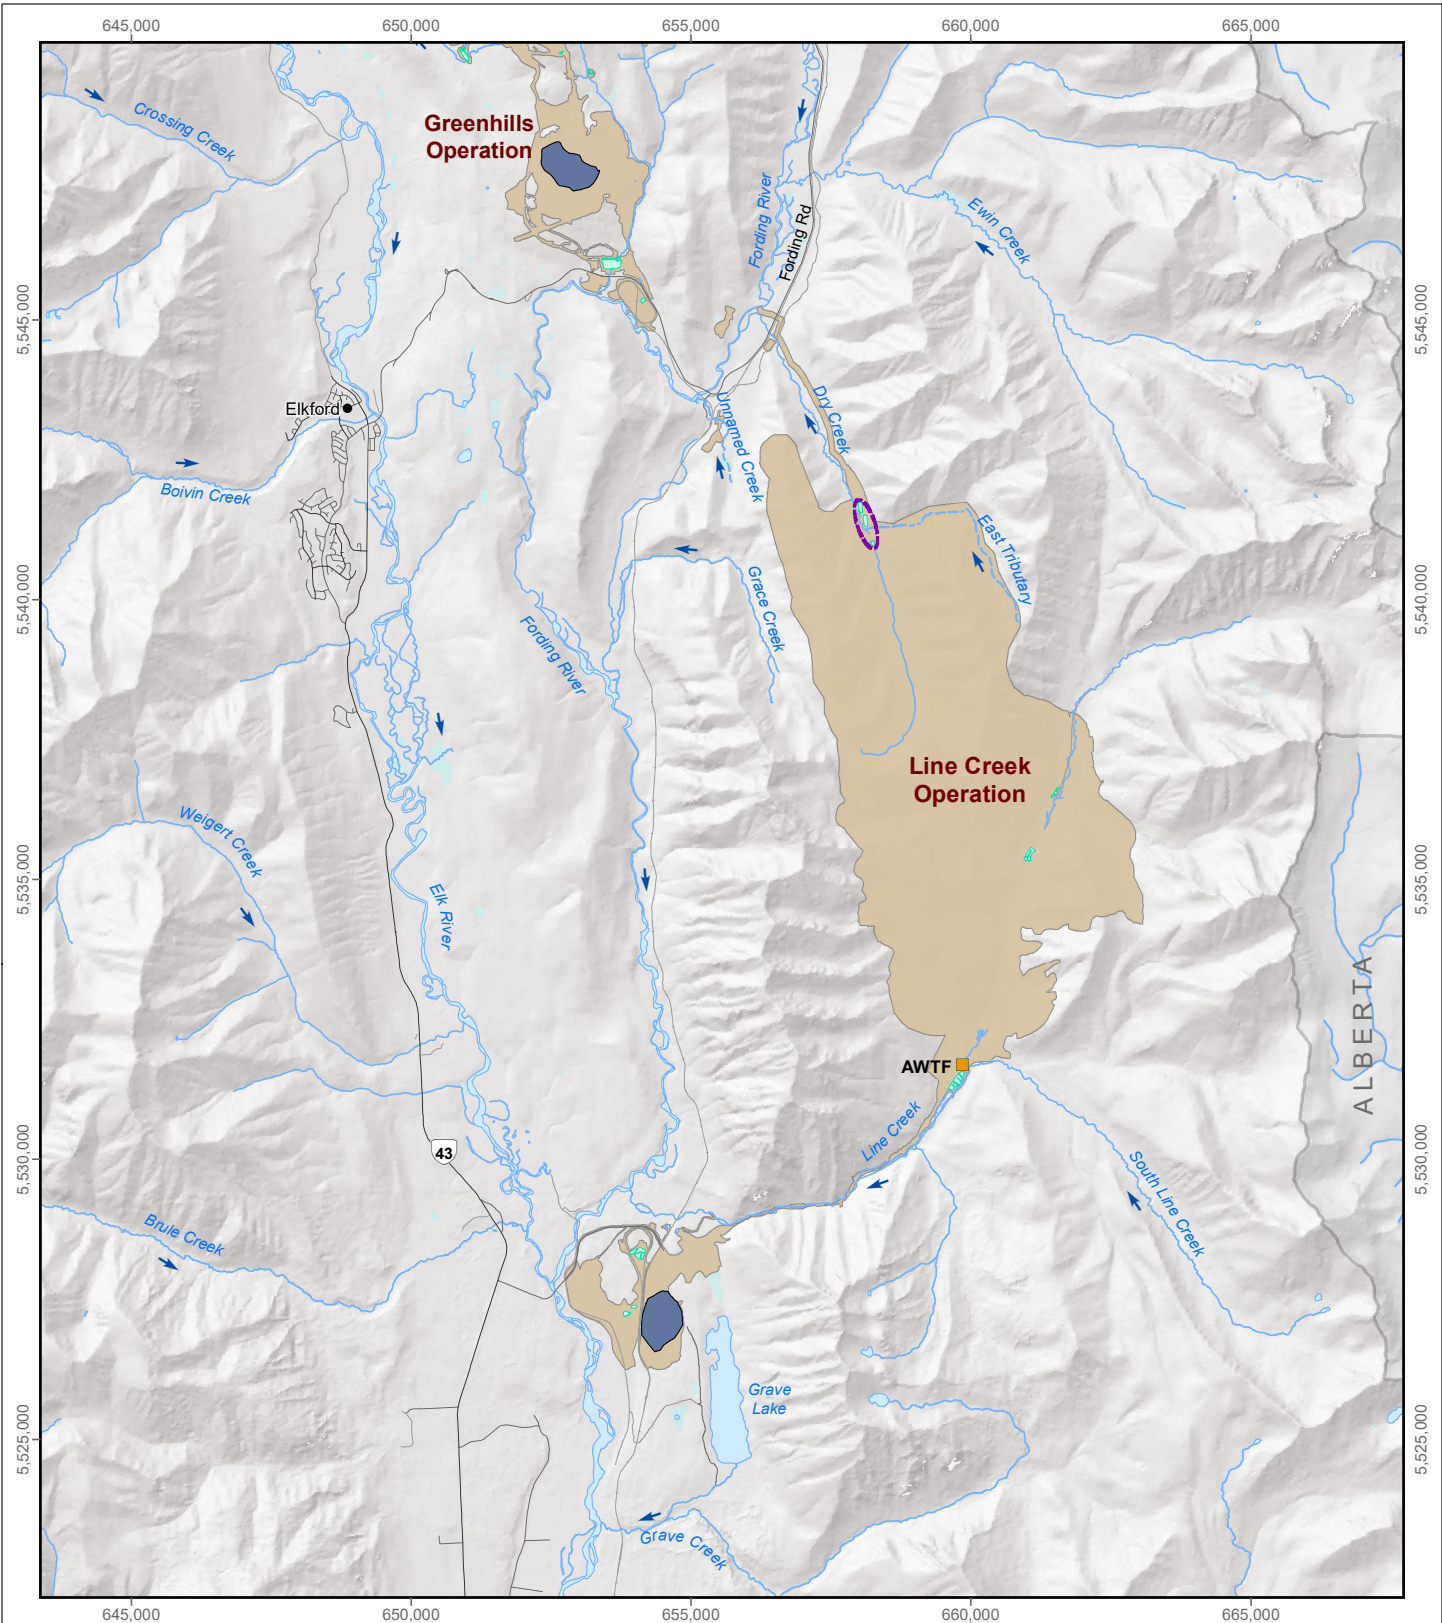 645,000
650,000
655,000
660,000
665,000
Crossing Creek
Greenhills
Operation
Fording River
Fording Rd
Ewin Creek
5,545,000
5,545,000
Elkford
Dry Creek
Unnamed Creek
Boivin Creek
East Tributary
5,540,000
5,540,000
Grace Creek
Fording River
Line Creek
Operation
Weigert Creek
5,535,000
5,535,000
Elk River
ALBERTA
AWTF
Line Creek
43
5,530,000
5,530,000
South Line Creek
Brule Creek
Grave
Lake
5,525,000
5,525,000
Grave Creek
645,000
650,000
655,000
660,000
665,000